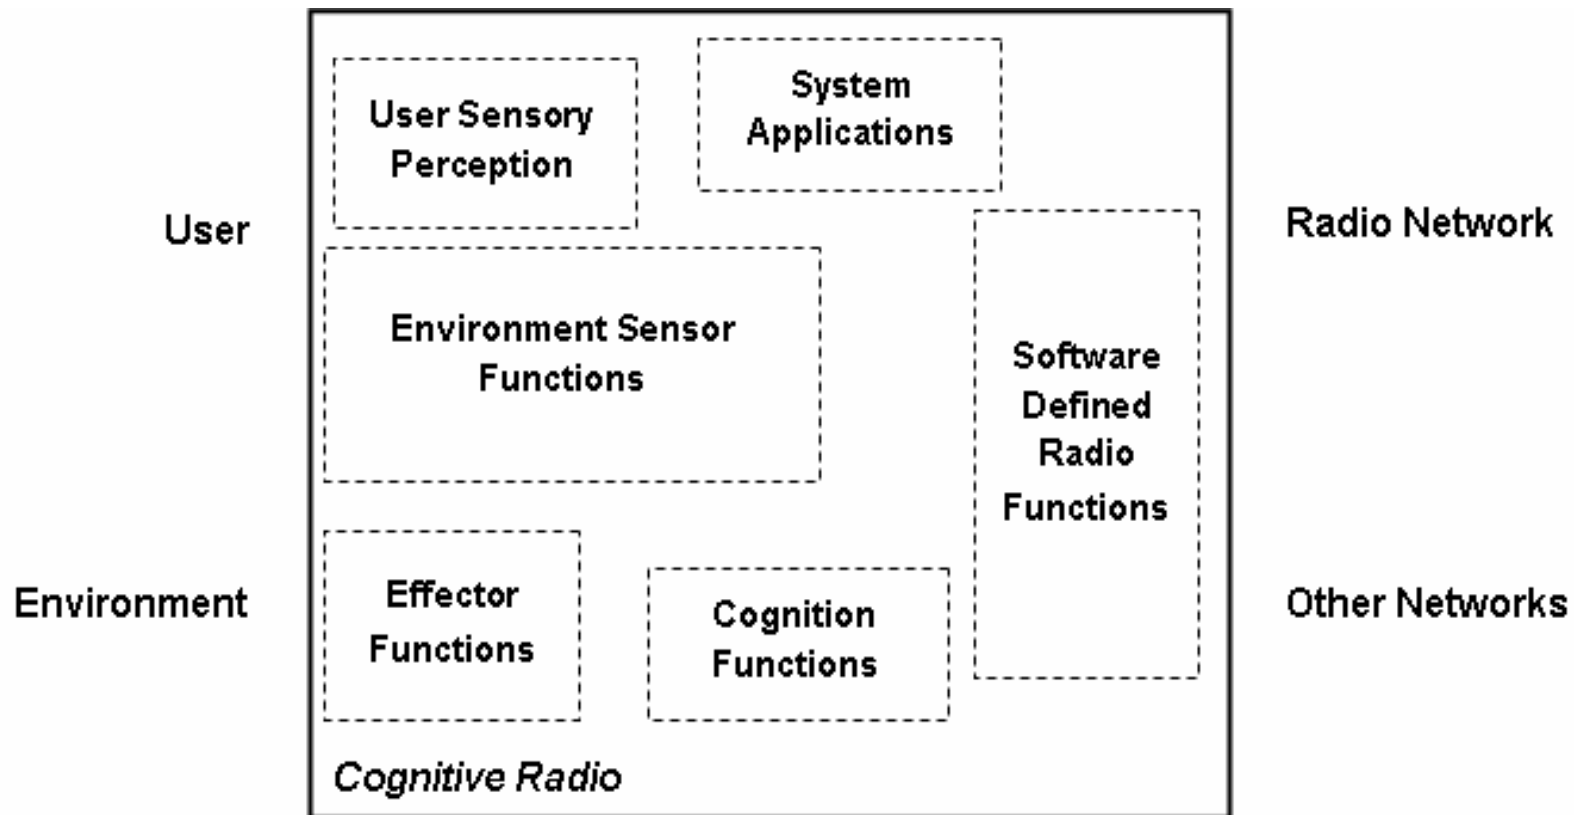 User Sensory
Perception
System
Applications
User
Radio Network
Environment Sensor
Functions
Software
Defined
Radio
Functions
Environment
Effector
Functions
Cognition
Functions
Other Networks
Cognitive Radio